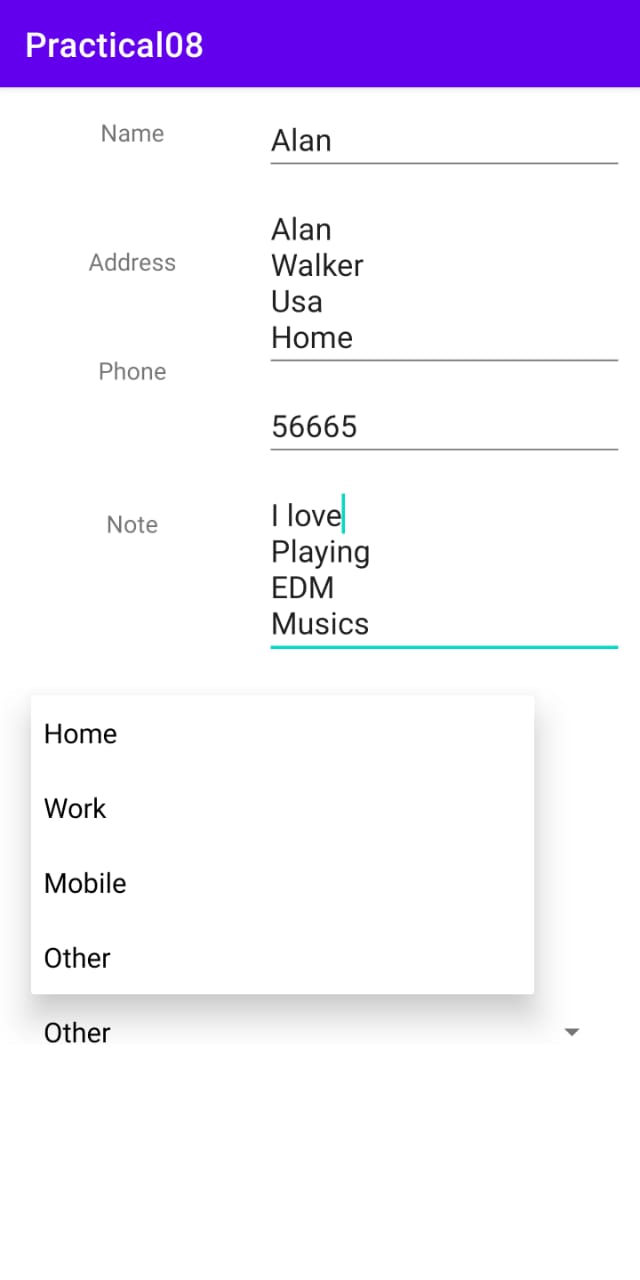 Practical08
Name
Alan
Address
Alan
Walker
Usa
Home
Phone
56665
Note
I love
Playing
EDM
Musics
Home
Work
Mobile
Other
Other